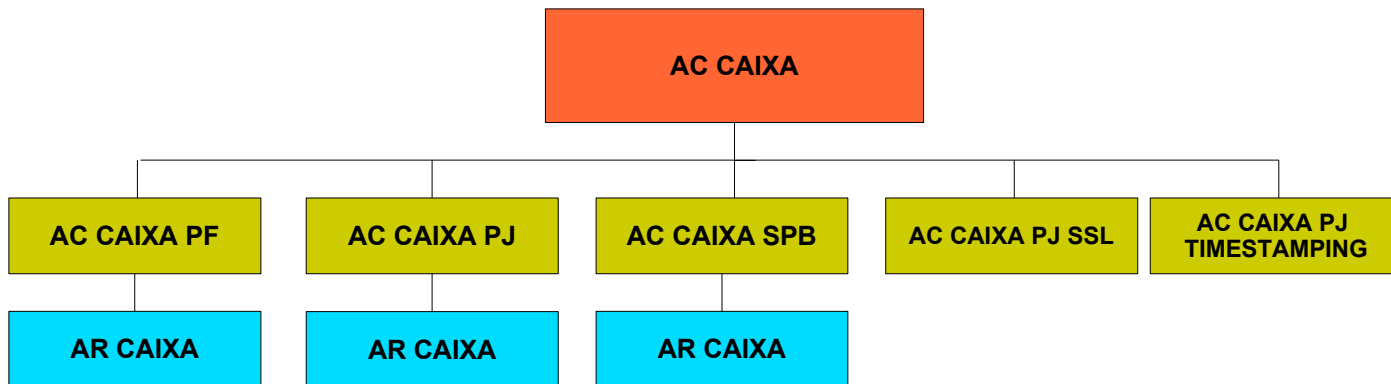 AC CAIXA
AC CAIXA PF
AC CAIXA PJ
AC CAIXA SPB
AC CAIXA PJ SSL
AC CAIXA PJ
TIMESTAMPING
AR CAIXA
AR CAIXA
AR CAIXA